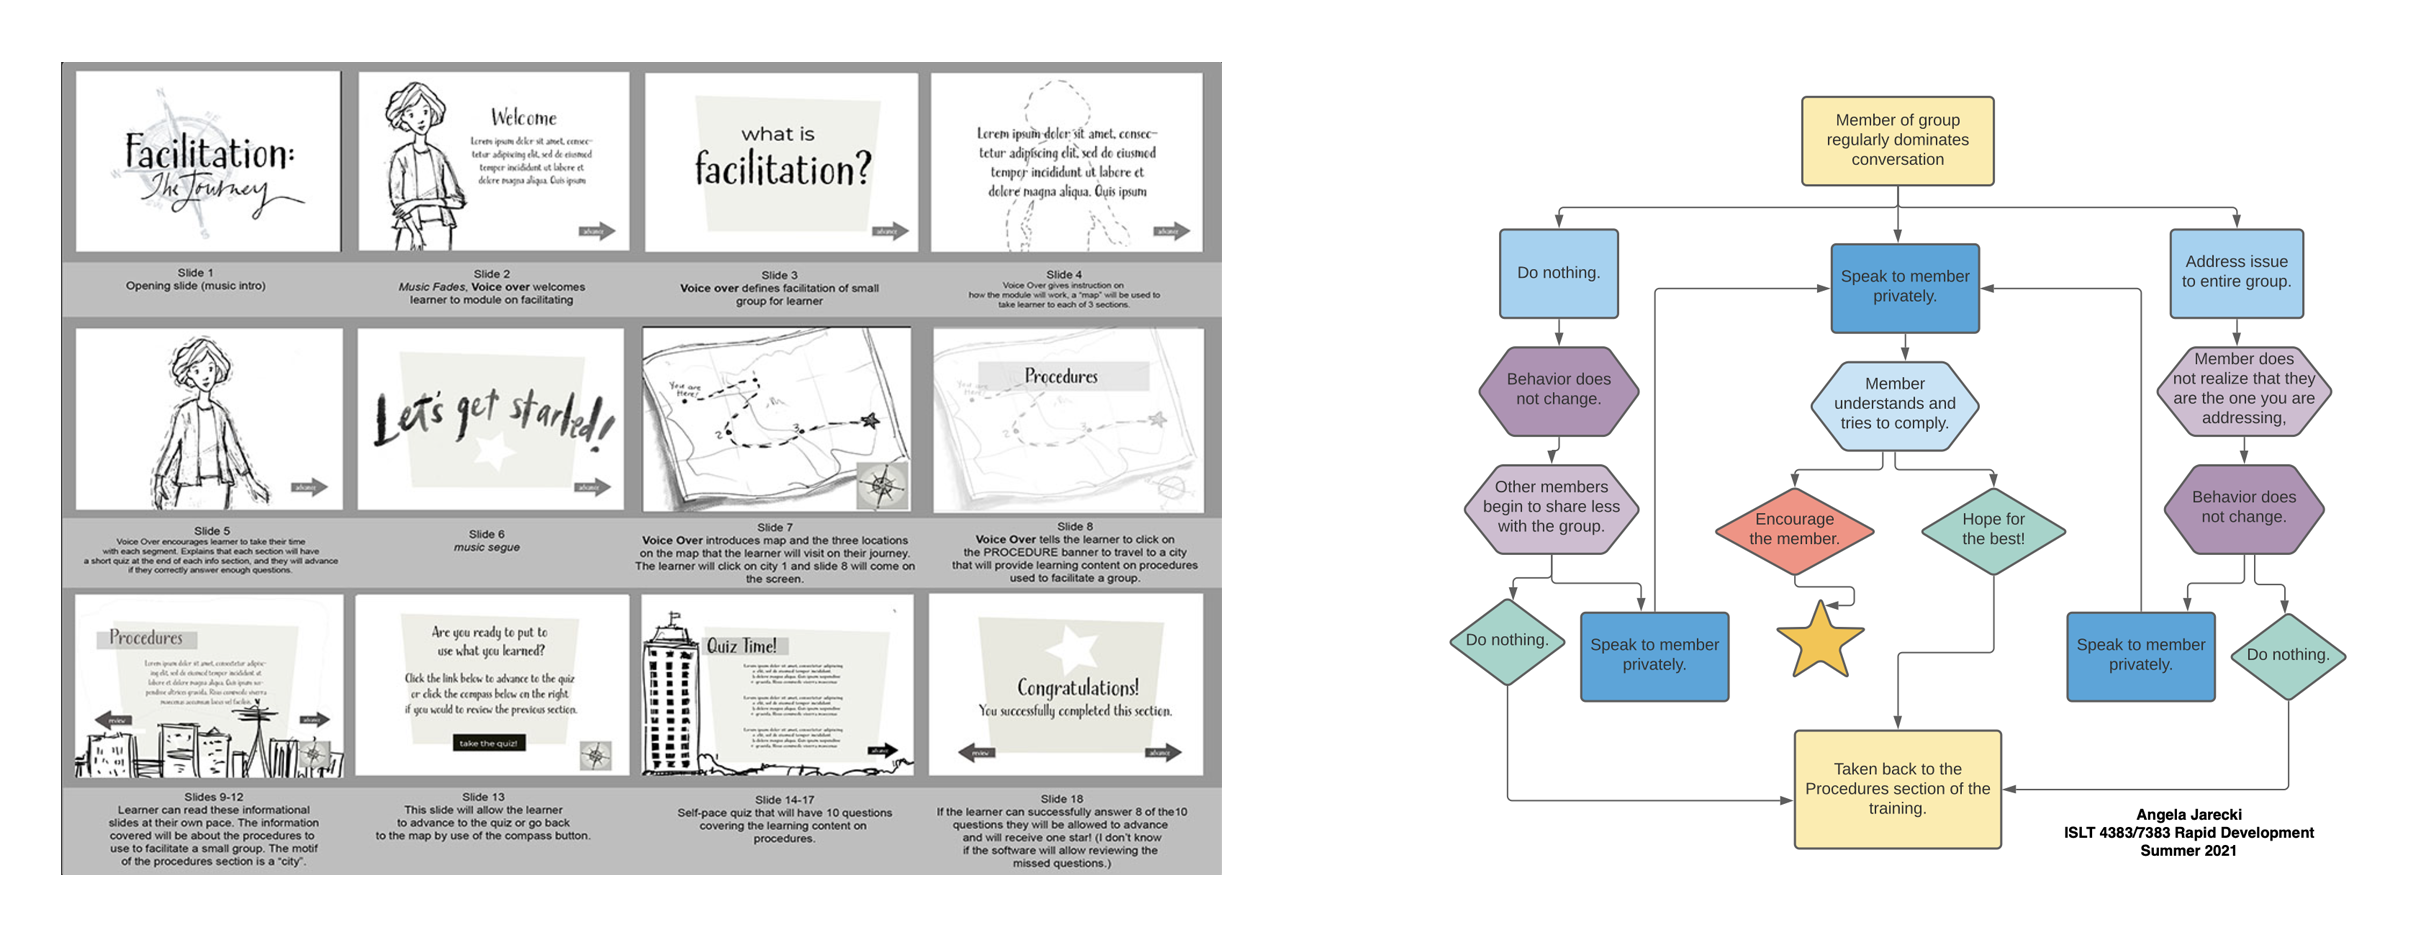 Facilitation:
The Journey
N
W
S
Slide 1
Opening slide (music intro)
Welcome
Lorem ipsum dolor sit amet, consec-
tetur adipiscing elit, sed do eiusmod
tempor incididunt ut labore et
dolore magna aliqua. Quis ipsum
advance
Slide 2
Music Fades, Voice over welcomes
learner to module on facilitating
what is
facilitation?
advance
Slide 3
Voice over defines facilitation of small
group for learner
Lorem ipsum dolor sit amet, consec-
tetur adipiscing elit, sed do eiusmod
tempor incididunt ut labore et
dolore magna aliqua. Quis ipsum
advance
Slide 4
Voice Over gives instruction on
how the module will work, a "map" will be used to
take learner to each of 3 sections.
advance
Slide 5
Voice Over encourages learner to take their time
with each segment. Explains that each section will have
a short quiz at the end of each info section, and they will advance
if they correctly answer enough questions.
Let's get started!
advance
Slide 6
music segue
You are
Here!
2
3
Slide 7
Voice Over introduces map and the three locations
on the map that the learner will visit on their journey.
The learner will click on city 1 and slide 8 will come on
the screen.
Procedures
You are
Here!
2
3
Slide 8
Voice Over tells the learner to click on
the PROCEDURE banner to travel to a city
that will provide learning content on procedures
used to facilitate a group.
Procedures
Lorem ipsum dolor sit amet, consectetur adipisc-
ing elit, sed do eiusmod tempor incididunt ut
labore et dolore magna aliqua. Quis ipsum sus-
pendisse ultrices gravida. Risus commodo viverra
maecenas accumsan lacus vel facilisis.
review
advance
Slides 9-12
Learner can read these informational
slides at their own pace. The information
covered will be about the procedures to
use to facilitate a small group. The motif
of the procedures section is a "city".
Are you ready to put to
use what you learned?
Click the link below to advance to the quiz
or click the compass below on the right
if you would to review the previous section.
take the quiz!
Slide 13
This slide will allow the learner
to advance to the quiz or go back
to the map by use of the compass button.
Quiz Time!
advance
Slide 14-17
Self-pace quiz that will have 10 questions
covering the learning content on
procedures.
Congratulations!
You successfully completed this section.
review
advance
Slide 18
If the learner can successfully answer 8 of the10
questions they will be allowed to advance
and will receive one star! (I don't know
if the software will allow reviewing the
missed questions.)
Member of group
regularly dominates
conversation
Do nothing.
Speak to member
privately.
Address issue
to entire group.
Behavior does
not change.
Member
understands and
tries to comply.
Member does
not realize that they
are the one you are
addressing,
Other members
begin to share less
with the group.
Encourage
the member.
Hope for
the best!
Behavior does
not change.
Do nothing.
Speak to member
privately.
Speak to member
privately.
Do nothing.
Taken back to the
Procedures section of the
training.
Angela Jarecki
ISLT 4383/7383 Rapid Development
Summer 2021